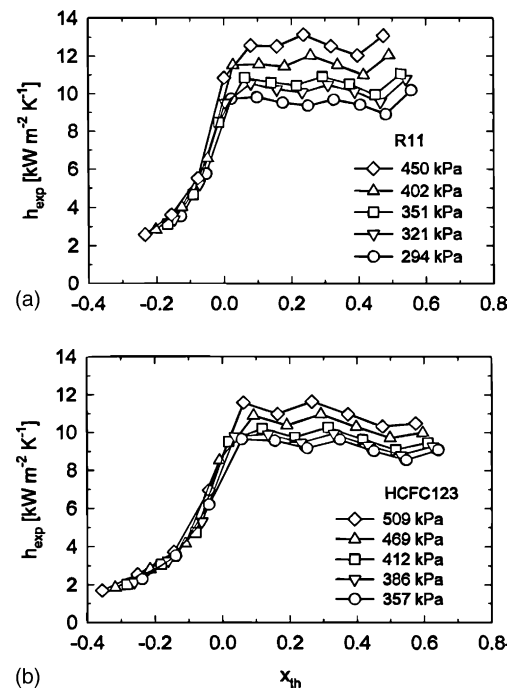 14
12
10
8
6
4
2
0
h_exp [kW m⁻² K⁻¹]
R11
450 kPa
402 kPa
351 kPa
321 kPa
294 kPa
(a)
-0.4 -0.2 0.0 0.2 0.4 0.6 0.8
14
12
10
8
6
4
2
0
h_exp [kW m⁻² K⁻¹]
HCFC123
509 kPa
469 kPa
412 kPa
386 kPa
357 kPa
-0.4 -0.2 0.0 0.2 0.4 0.6 0.8
(b)
x_th